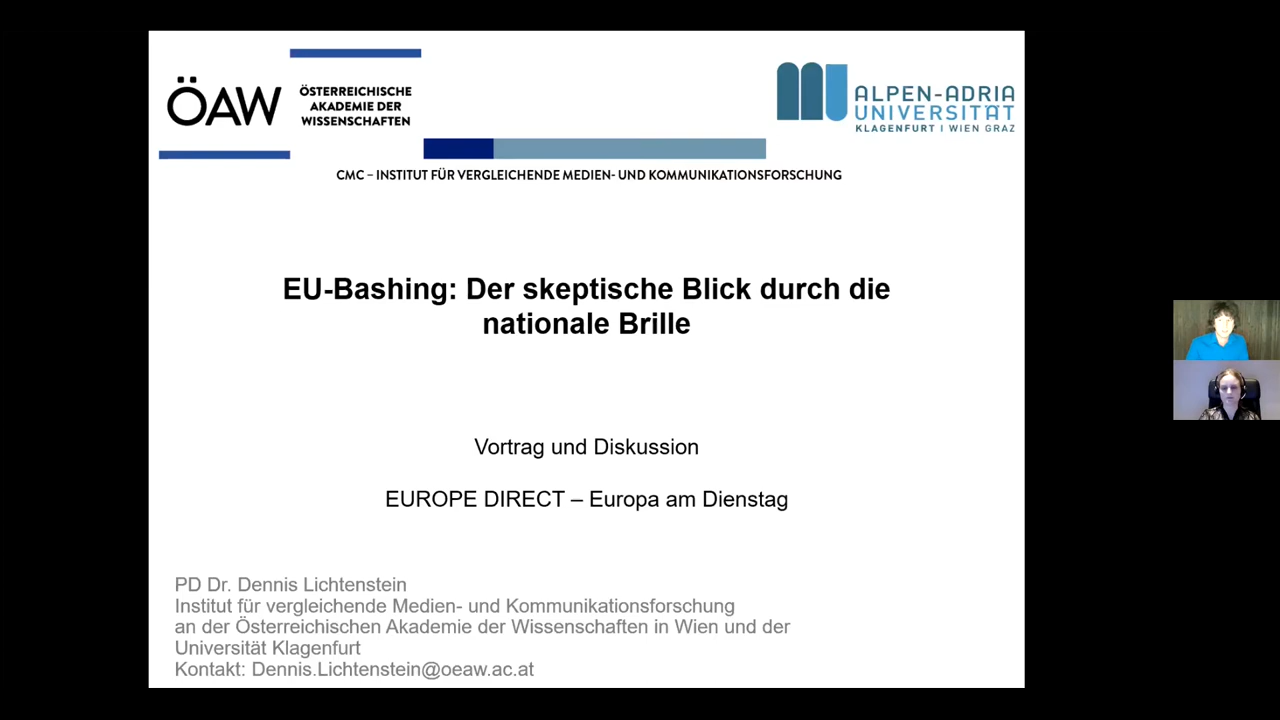 ÖAW
ÖSTERREICHISCHE
AKADEMIE DER
WISSENSCHAFTEN
ALPEN-ADRIA
UNIVERSITÄT
KLAGENFURT I WIEN GRAZ
CMC – INSTITUT FÜR VERGLEICHENDE MEDIEN- UND KOMMUNIKATIONSFORSCHUNG
EU-Bashing: Der skeptische Blick durch die
nationale Brille
Vortrag und Diskussion
EUROPE DIRECT – Europa am Dienstag
PD Dr. Dennis Lichtenstein
Institut für vergleichende Medien- und Kommunikationsforschung
an der Österreichischen Akademie der Wissenschaften in Wien und der
Universität Klagenfurt
Kontakt: Dennis.Lichtenstein@oeaw.ac.at